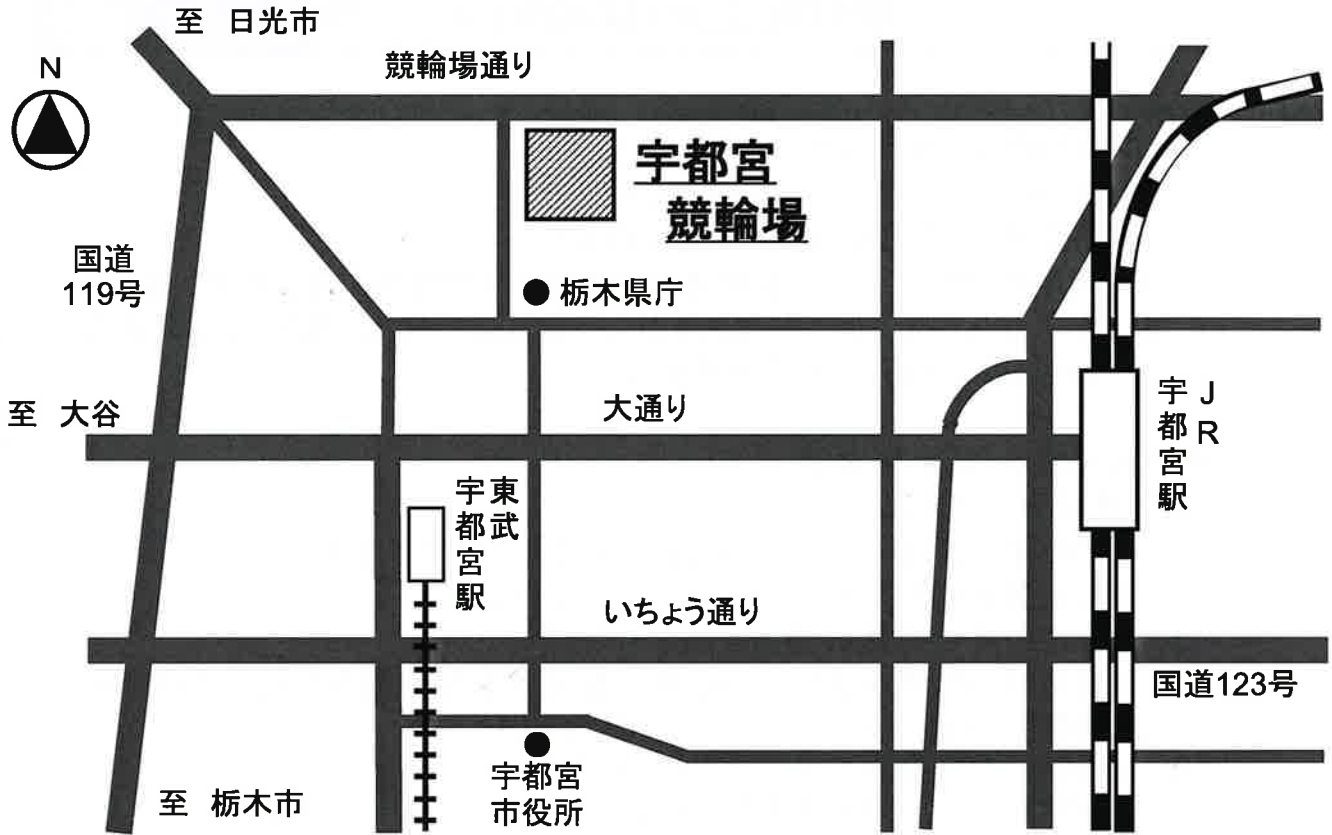 至 日光市
N
競輪場通り
宇都宮
競輪場
国道
119号
栃木県庁
至 大谷
大通り
JR
宇都宮駅
東武
宇都宮駅
いちょう通り
国道123号
宇都宮
市役所
至 栃木市